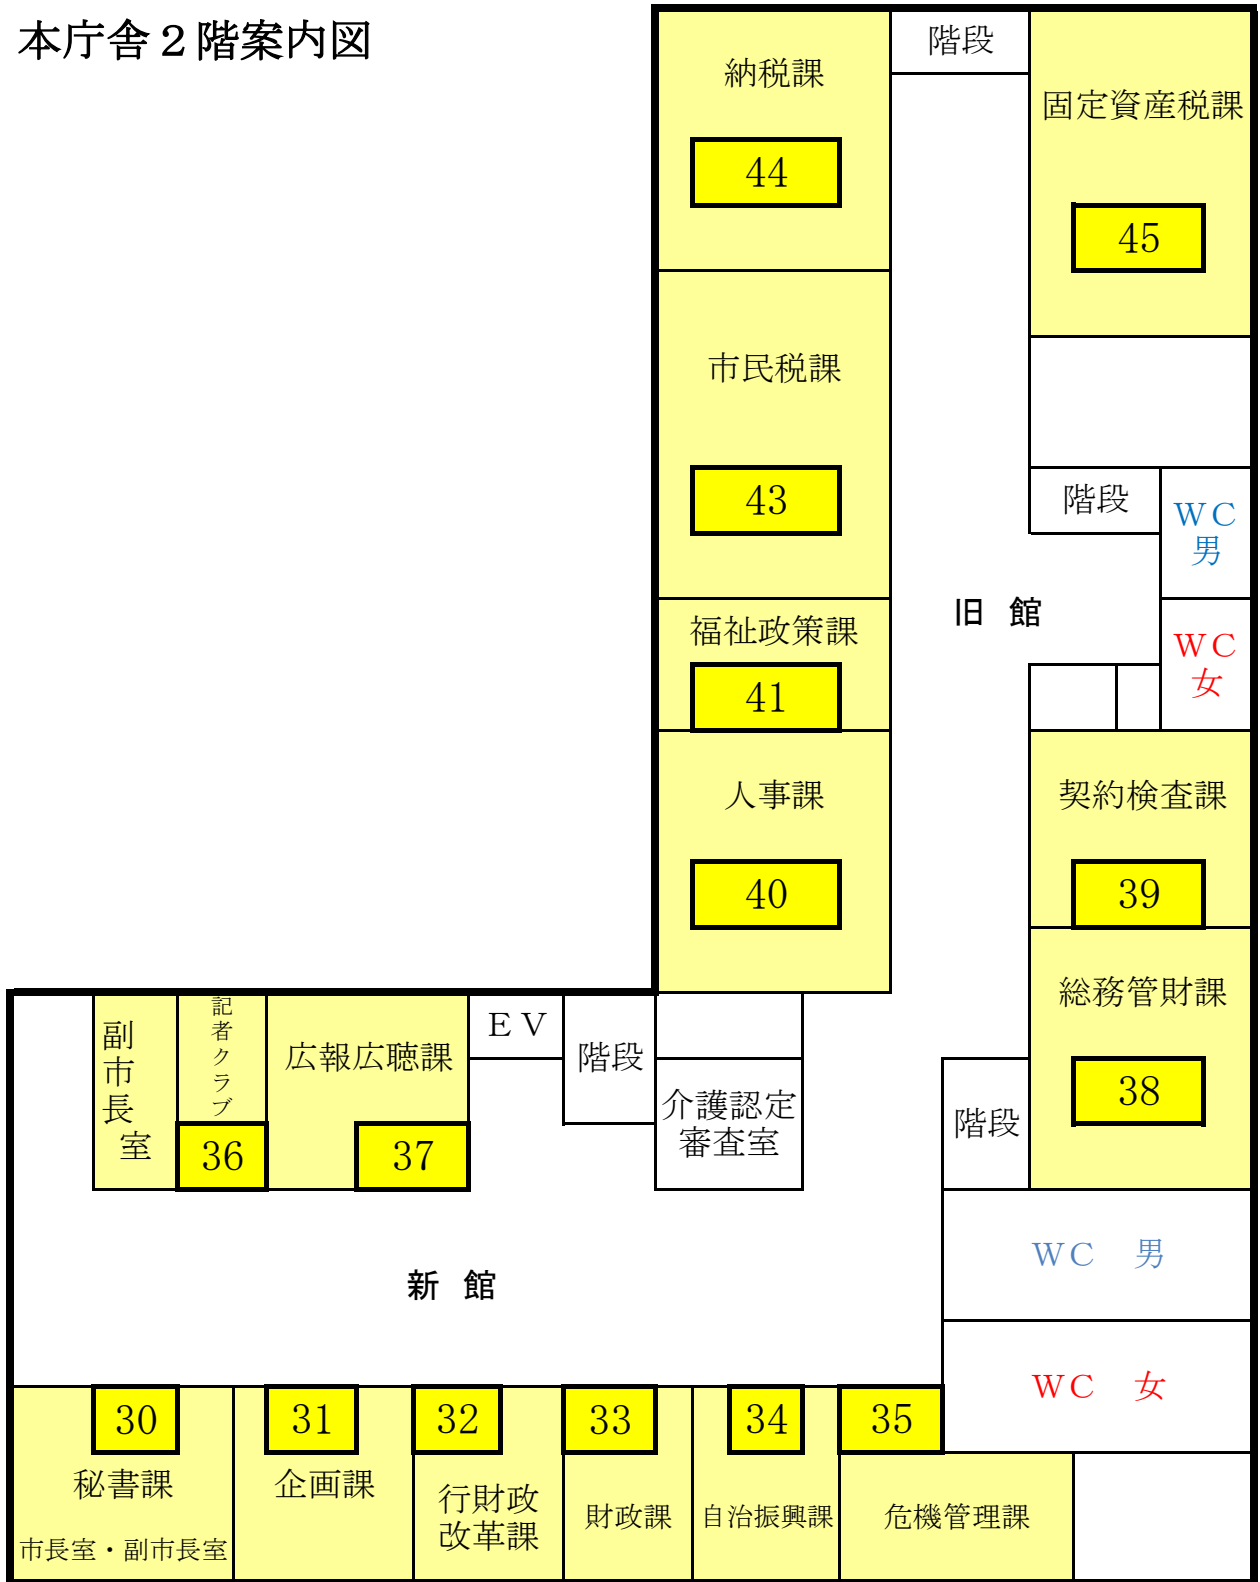 本庁舎２階案内図
階段
納税課
44
固定資産税課
45
市民税課
43
階段
ＷＣ
男
旧 館
福祉政策課
41
ＷＣ
女
人事課
40
契約検査課
39
総務管財課
38
副市長室
記者クラブ
36
広報広聴課
37
ＥＶ
階段
介護認定
審査室
階段
ＷＣ　男
新 館
ＷＣ　女
30
秘書課
市長室・副市長室
31
企画課
32
行財政
改革課
33
財政課
34
自治振興課
35
危機管理課